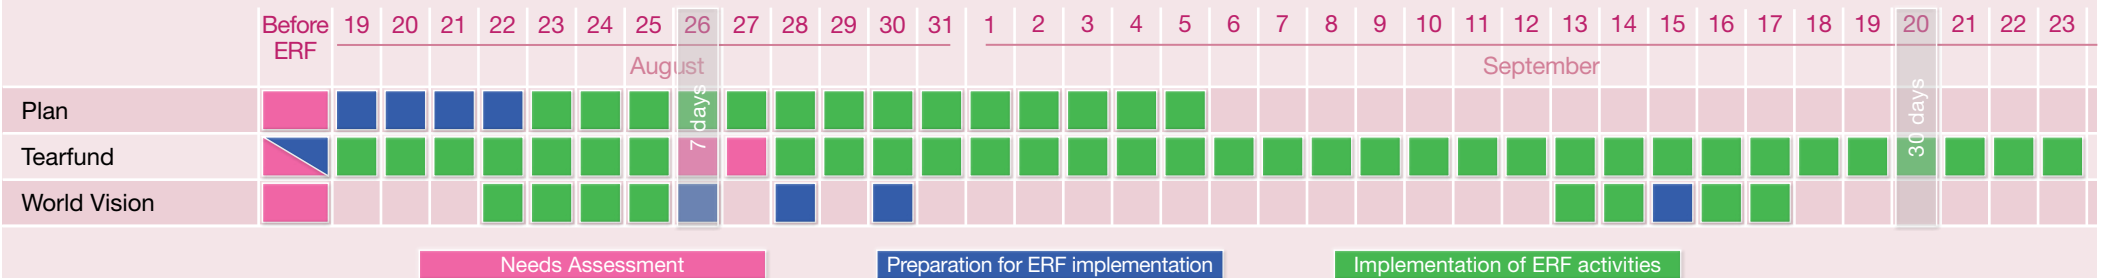 Before ERF 19 20 21 22 23 24 25 26 27 28 29 30 31 1 2 3 4 5 6 7 8 9 10 11 12 13 14 15 16 17 18 19 20 21 22 23
August September
7 days
30 days
Plan
Tearfund
World Vision
Needs Assessment Preparation for ERF implementation Implementation of ERF activities